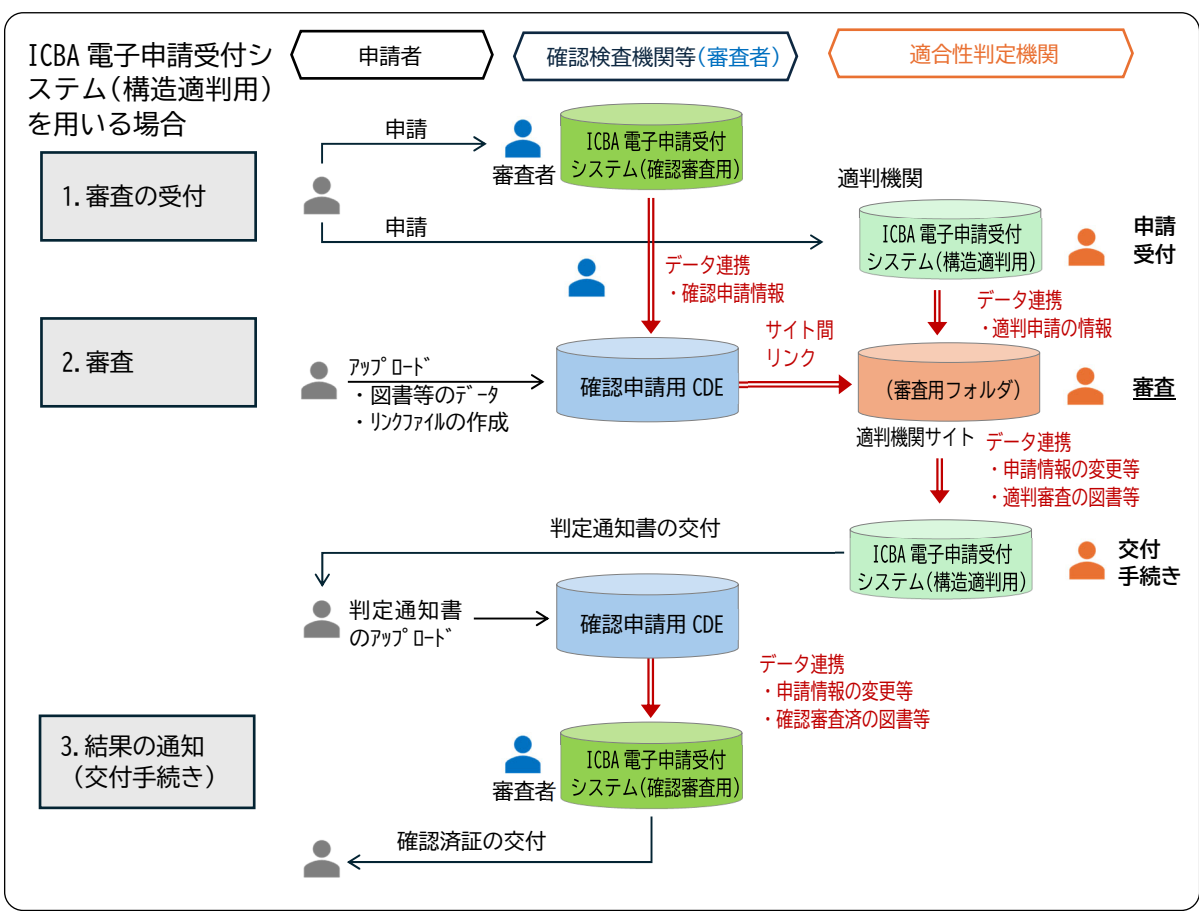 ICBA 電子申請受付シ
ステム(構造適判用)
を用いる場合
申請者
確認検査機関等(審査者)
適合性判定機関
1.審査の受付
申請
審査者
ICBA 電子申請受付
システム(確認審査用)
申請
適判機関
ICBA 電子申請受付
システム(構造適判用)
申請
受付
データ連携
・確認申請情報
データ連携
・適判申請の情報
2.審査
アップロード
・図書等のデータ
・リンクファイルの作成
確認申請用 CDE
サイト間
リンク
(審査用フォルダ)
審査
適判機関サイト
データ連携
・申請情報の変更等
・適判審査の図書等
判定通知書の交付
ICBA 電子申請受付
システム(構造適判用)
交付
手続き
判定通知書
のアップロード
確認申請用 CDE
データ連携
・申請情報の変更等
・確認審査済の図書等
3.結果の通知
(交付手続き)
審査者
ICBA 電子申請受付
システム(確認審査用)
確認済証の交付